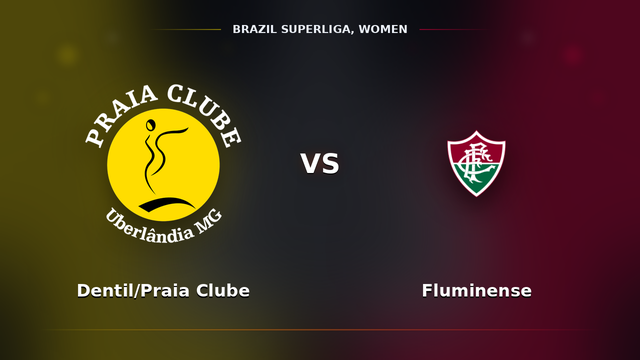 BRAZIL SUPERLIGA, WOMEN
PRAIA CLUBE
Uberlândia MG
VS
Dentil/Praia Clube
Fluminense